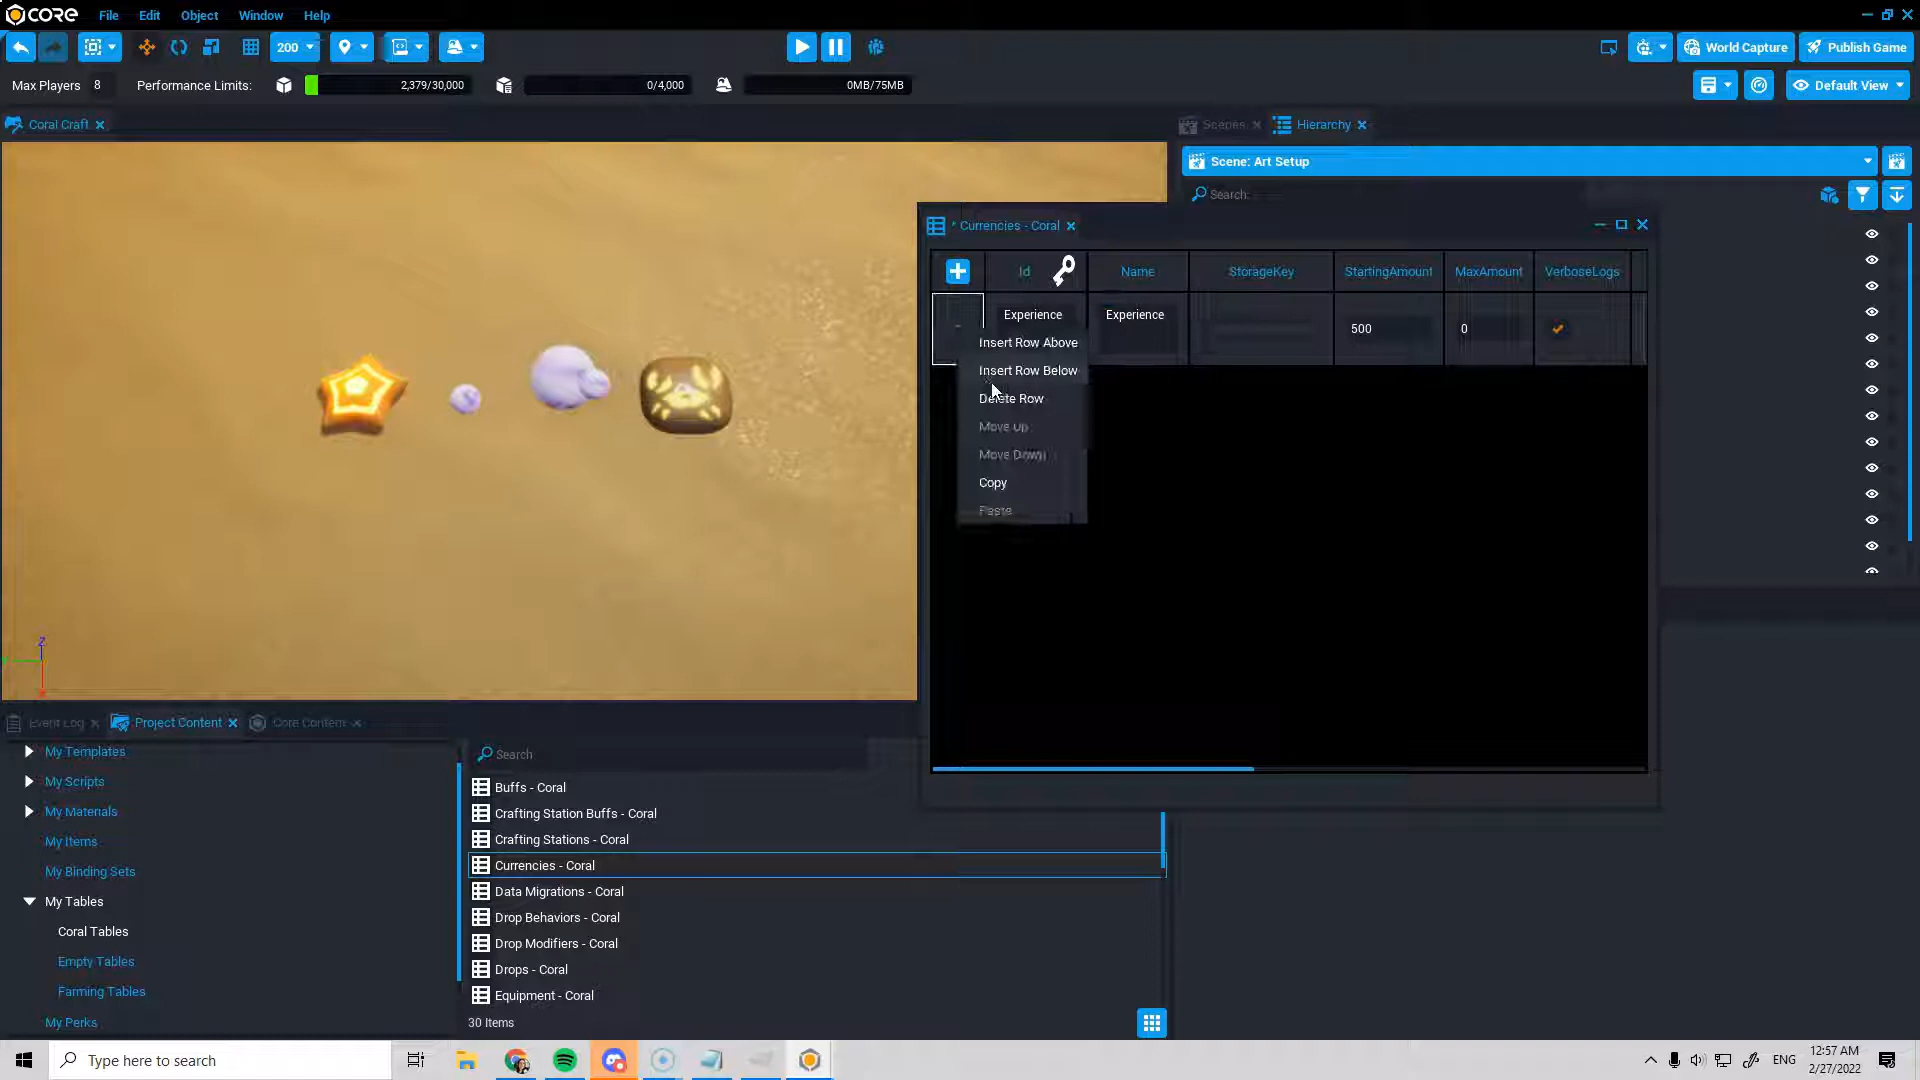 CORE File Edit Object Window Help
200 World Capture Publish Game
Max Players 8 Performance Limits: 2,379/30,000 0/4,000 0MB/75MB Default View
Coral Craft Scenes Hierarchy
Scene: Art Setup
Search:
* Currencies - Coral
Id Name StorageKey StartingAmount MaxAmount VerboseLogs
Experience Experience 500 0
Insert Row Above
Insert Row Below
Delete Row
Move Up
Move Down
Copy
Paste
Z
Event Log Project Content Core Content
My Templates
My Scripts
My Materials
My Items
My Binding Sets
My Tables
Coral Tables
Empty Tables
Farming Tables
My Perks
Search
Buffs - Coral
Crafting Station Buffs - Coral
Crafting Stations - Coral
Currencies - Coral
Data Migrations - Coral
Drop Behaviors - Coral
Drop Modifiers - Coral
Drops - Coral
Equipment - Coral
30 Items
Type here to search
ENG
12:57 AM
2/27/2022